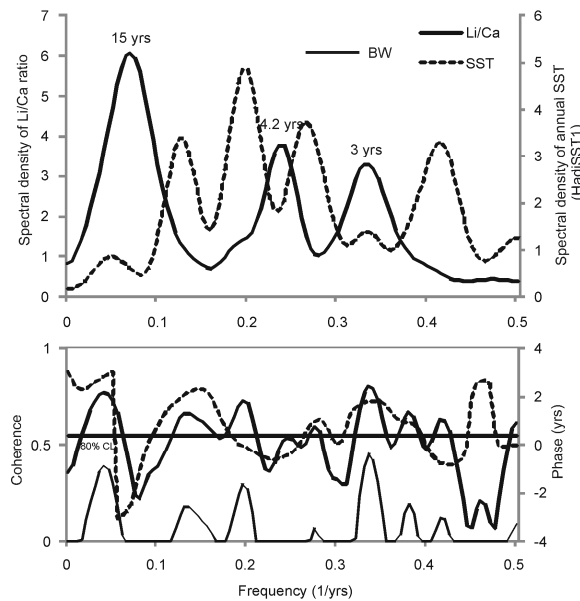 7
6
5
4
3
2
1
0
Spectral density of Li/Ca ratio
15 yrs
4.2 yrs
3 yrs
BW
Li/Ca
SST
6
5
4
3
2
1
0
Spectral density of annual SST
(HadiSST1)
0 0.1 0.2 0.3 0.4 0.5
1
0.5
0
Coherence
80% CL
4
2
0
-2
-4
Phase (yrs)
0 0.1 0.2 0.3 0.4 0.5
Frequency (1/yrs)